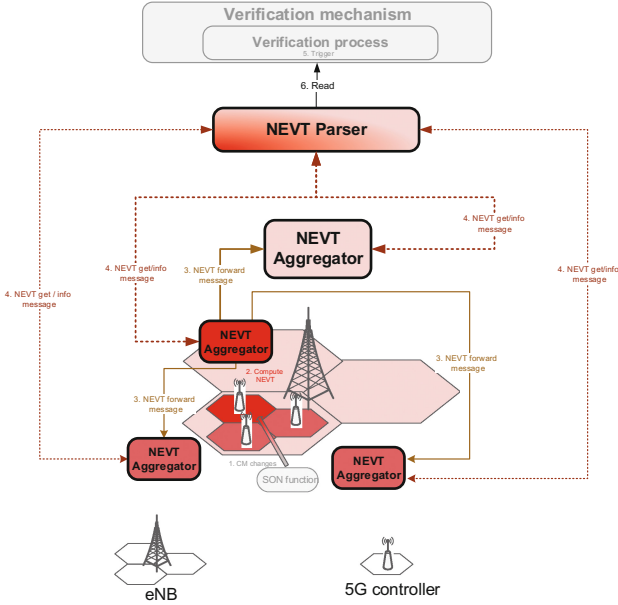 Verification mechanism
Verification process
5. Trigger
6. Read
NEVT Parser
4. NEVT get/info
message
NEVT
Aggregator
4. NEVT get/info
message
3. NEVT forward
message
4. NEVT get/info
message
4. NEVT get / info
message
NEVT
Aggregator
2. Compute
NEVT
3. NEVT forward
message
3. NEVT forward
message
NEVT
Aggregator
1. CM changes
SON function
NEVT
Aggregator
eNB
5G controller